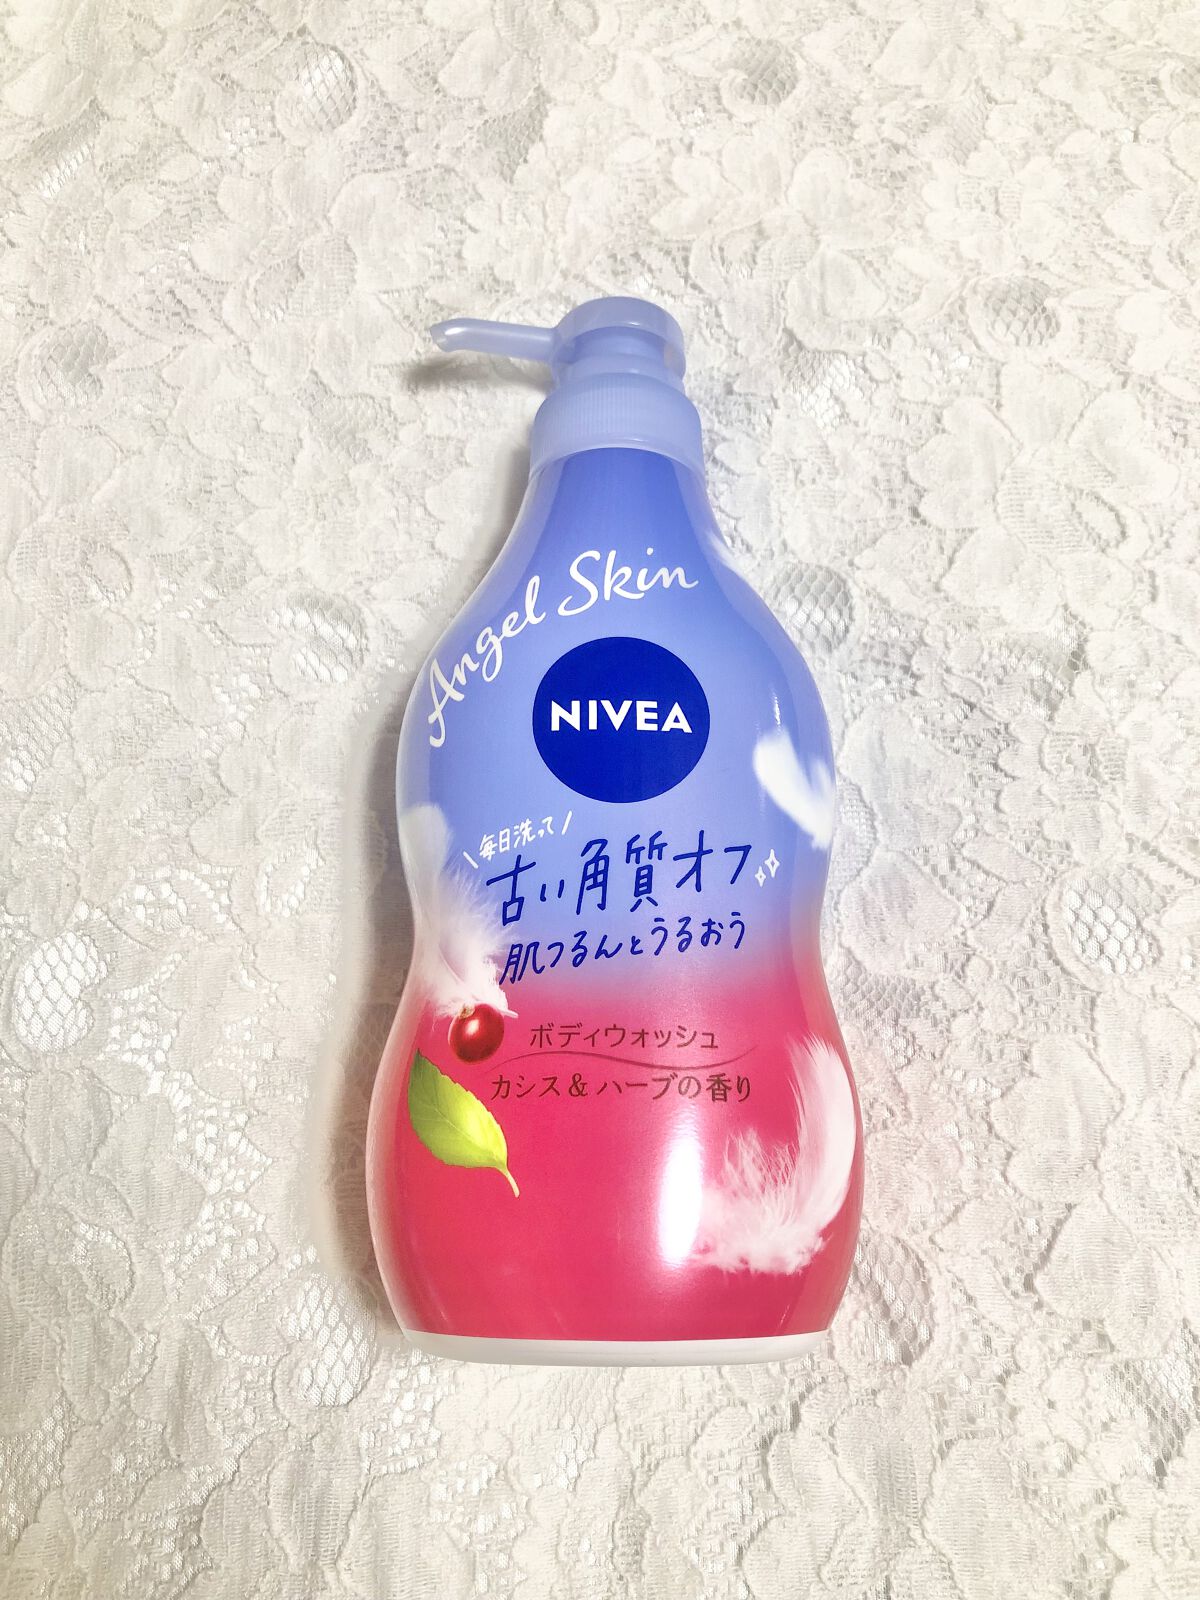 Angel Skin
NIVEA
\毎日洗って/
古い角質オフ
肌つるんとうるおう
ボディウォッシュ
カシス&ハーブの香り